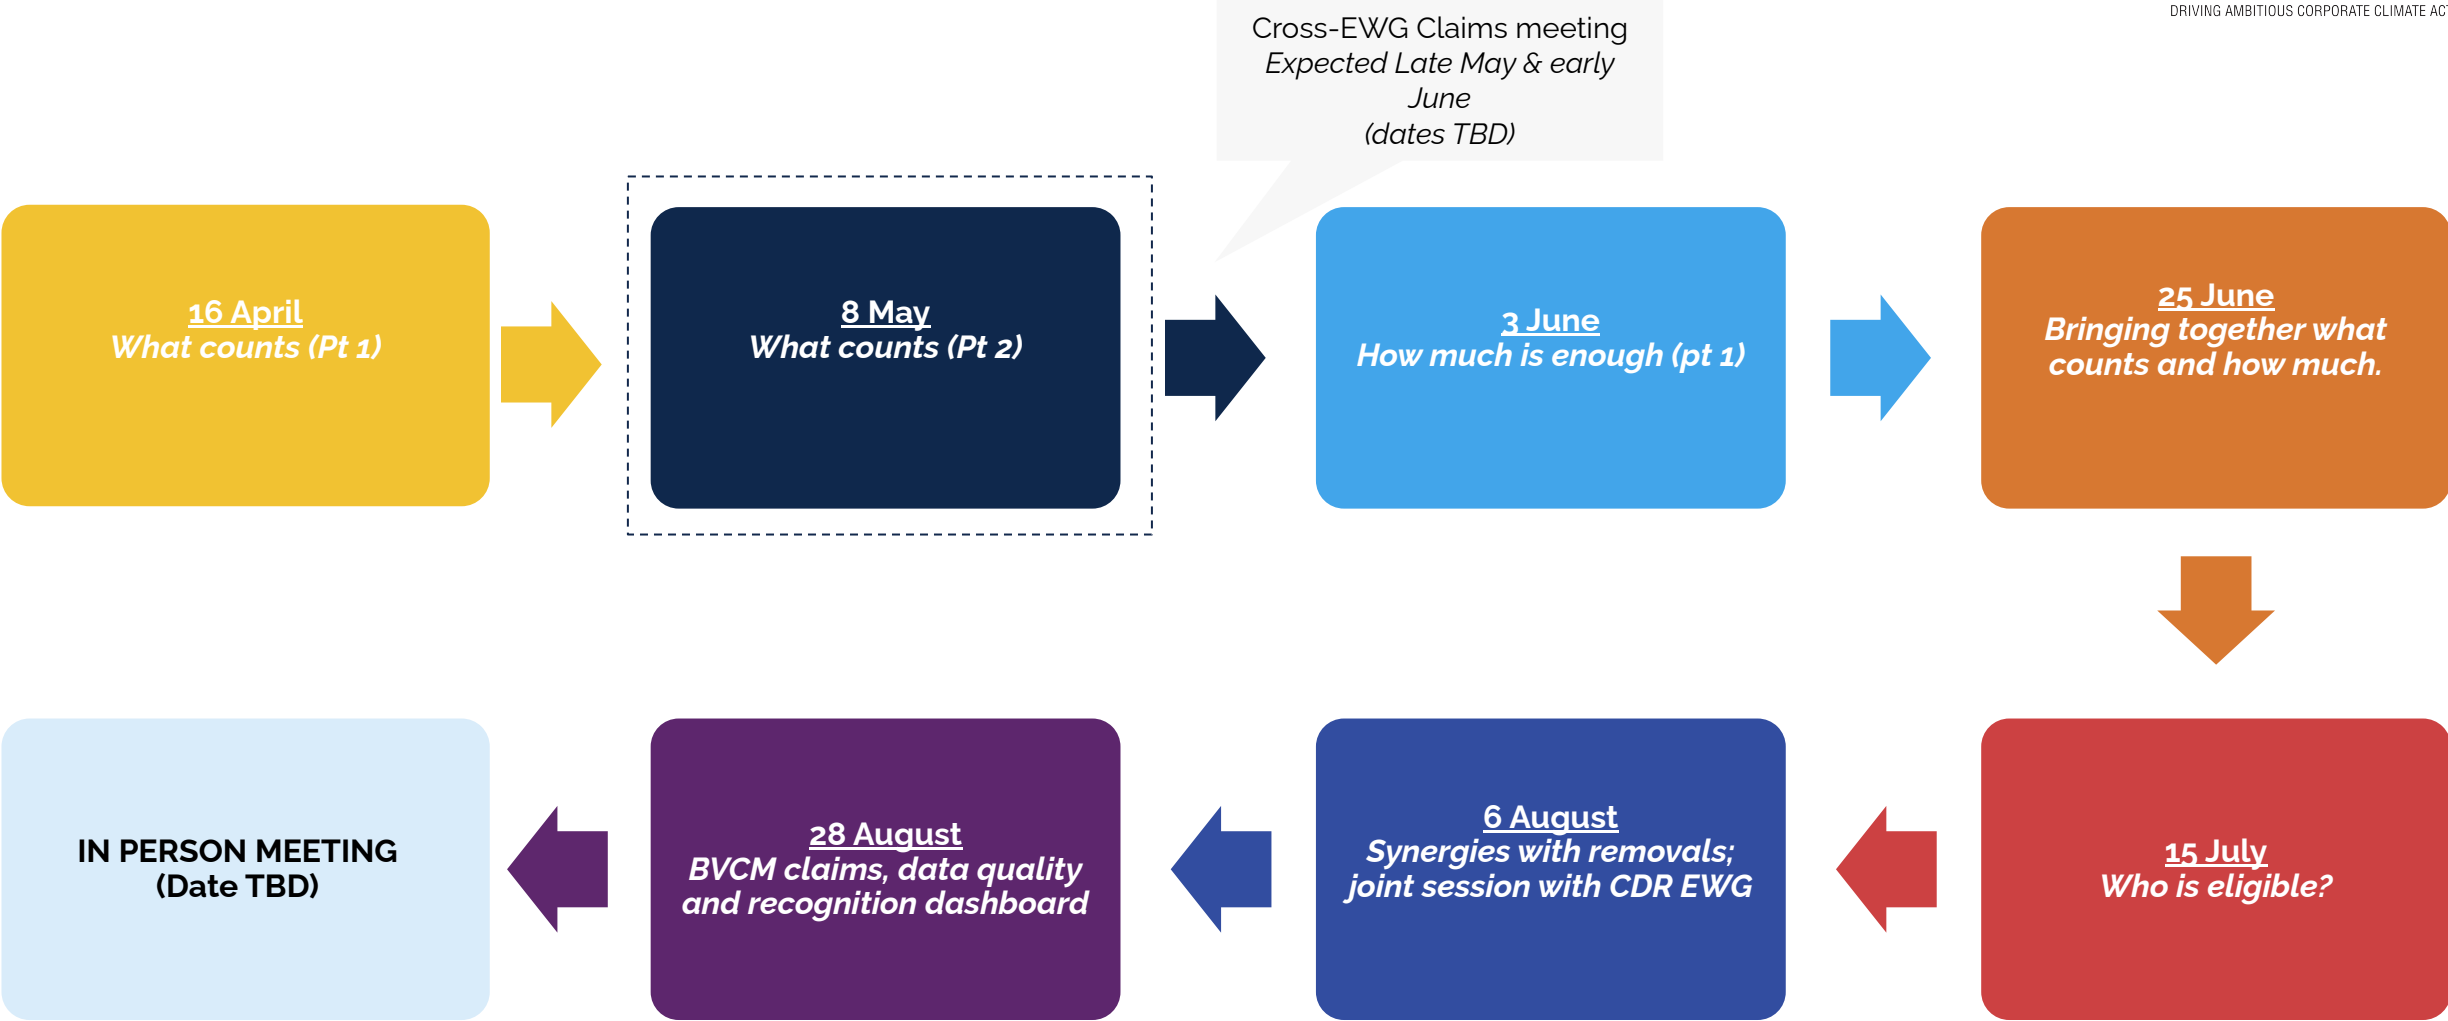 DRIVING AMBITIOUS CORPORATE CLIMATE AC
Cross-EWG Claims meeting
Expected Late May & early
June
(dates TBD)
16 April
What counts (Pt 1)
8 May
What counts (Pt 2)
3 June
How much is enough (pt 1)
25 June
Bringing together what
counts and how much.
IN PERSON MEETING
(Date TBD)
28 August
BVCM claims, data quality
and recognition dashboard
6 August
Synergies with removals;
joint session with CDR EWG
15 July
Who is eligible?